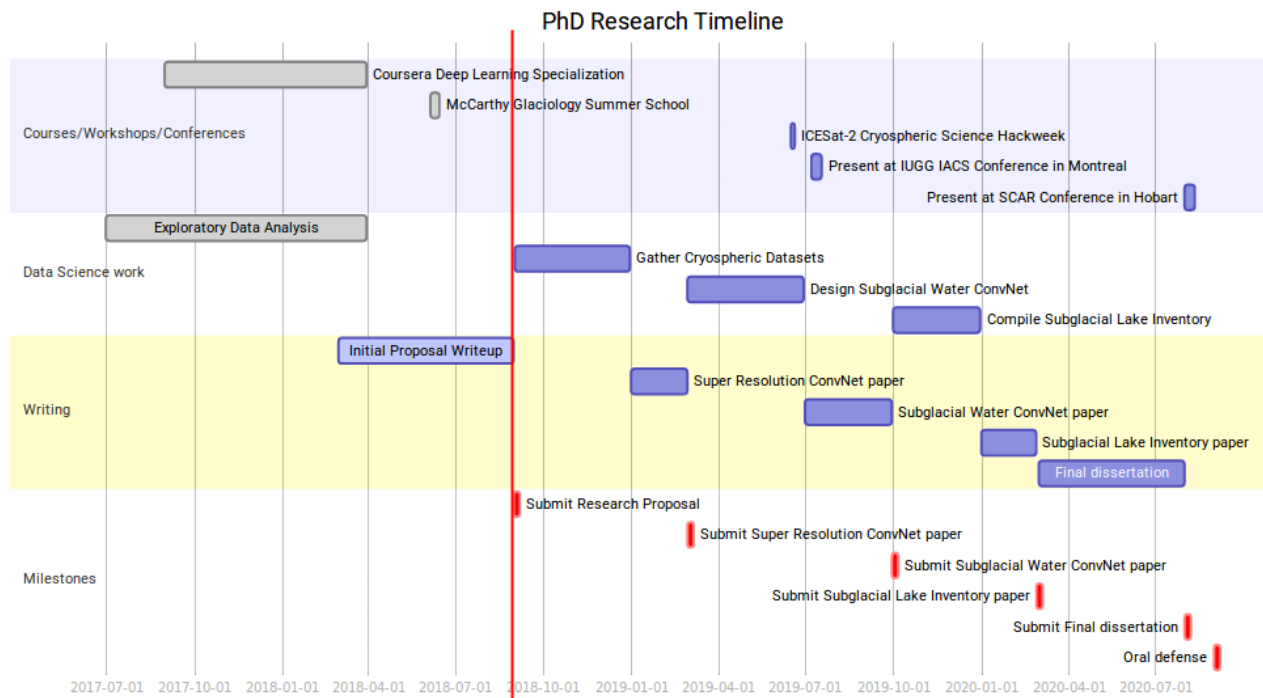 PhD Research Timeline
Coursera Deep Learning Specialization
McCarthy Glaciology Summer School
Courses/Workshops/Conferences
ICESat-2 Cryospheric Science Hackweek
Present at IUGG IACS Conference in Montreal
Present at SCAR Conference in Hobart
Exploratory Data Analysis
Gather Cryospheric Datasets
Data Science work
Design Subglacial Water ConvNet
Compile Subglacial Lake Inventory
Initial Proposal Writeup
Super Resolution ConvNet paper
Writing
Subglacial Water ConvNet paper
Subglacial Lake Inventory paper
Final dissertation
Submit Research Proposal
Submit Super Resolution ConvNet paper
Submit Subglacial Water ConvNet paper
Milestones
Submit Subglacial Lake Inventory paper
Submit Final dissertation
Oral defense
2017-07-01 2017-10-01 2018-01-01 2018-04-01 2018-07-01 2018-10-01 2019-01-01 2019-04-01 2019-07-01 2019-10-01 2020-01-01 2020-04-01 2020-07-01